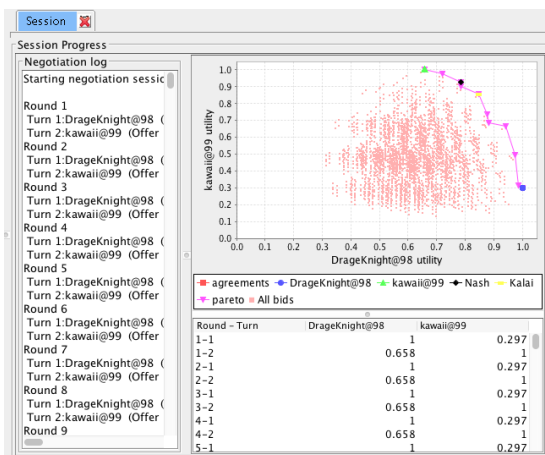 Session
Session Progress
Negotiation log
Starting negotiation sessic
Round 1
Turn 1:DrageKnight@98 (
Turn 2:kawaii@99 (Offer
Round 2
Turn 1:DrageKnight@98 (
Turn 2:kawaii@99 (Offer
Round 3
Turn 1:DrageKnight@98 (
Turn 2:kawaii@99 (Offer
Round 4
Turn 1:DrageKnight@98 (
Turn 2:kawaii@99 (Offer
Round 5
Turn 1:DrageKnight@98 (
Turn 2:kawaii@99 (Offer
Round 6
Turn 1:DrageKnight@98 (
Turn 2:kawaii@99 (Offer
Round 7
Turn 1:DrageKnight@98 (
Turn 2:kawaii@99 (Offer
Round 8
Turn 1:DrageKnight@98 (
Turn 2:kawaii@99 (Offer
Round 9
kawaii@99 utility
1.0
0.9
0.8
0.7
0.6
0.5
0.4
0.3
0.2
0.1
0.0
0.0 0.1 0.2 0.3 0.4 0.5 0.6 0.7 0.8 0.9 1.0
DrageKnight@98 utility
agreements DrageKnight@98 kawaii@99 Nash Kalai
pareto All bids
Round - Turn DrageKnight@98 kawaii@99
1-1 1 0.297
1-2 0.658 1
2-1 1 0.297
2-2 0.658 1
3-1 1 0.297
3-2 0.658 1
4-1 1 0.297
4-2 0.658 1
5-1 1 0.297